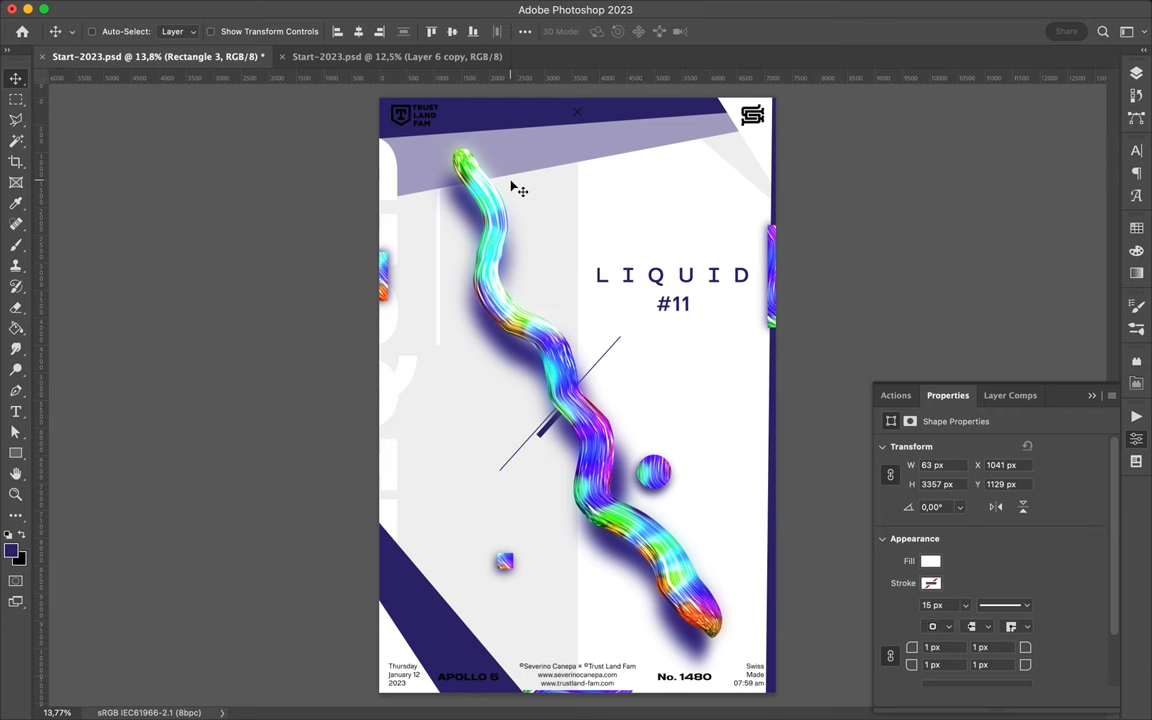 Adobe Photoshop 2023
Auto-Select: Layer Show Transform Controls 3D Mode: Share
Start-2023.psd @ 13,8% (Rectangle 3, RGB/8) * Start-2023.psd @ 12,5% (Layer 6 copy, RGB/8)
TRUST
LAND
FAM
L I Q U I D
#11
Thursday
January 12
2023
APOLLO 5
©Severino Canepa × ©Trust Land Fam
www.severinocanepa.com
www.trustland-fam.com
No. 1480
Swiss
Made
07:59 am
Actions Properties Layer Comps
Shape Properties
Transform
W 63 px X 1041 px
H 3357 px Y 1129 px
0,00°
Appearance
Fill
Stroke
15 px
1 px 1 px
1 px 1 px
13,77% sRGB IEC61966-2.1 (8bpc)